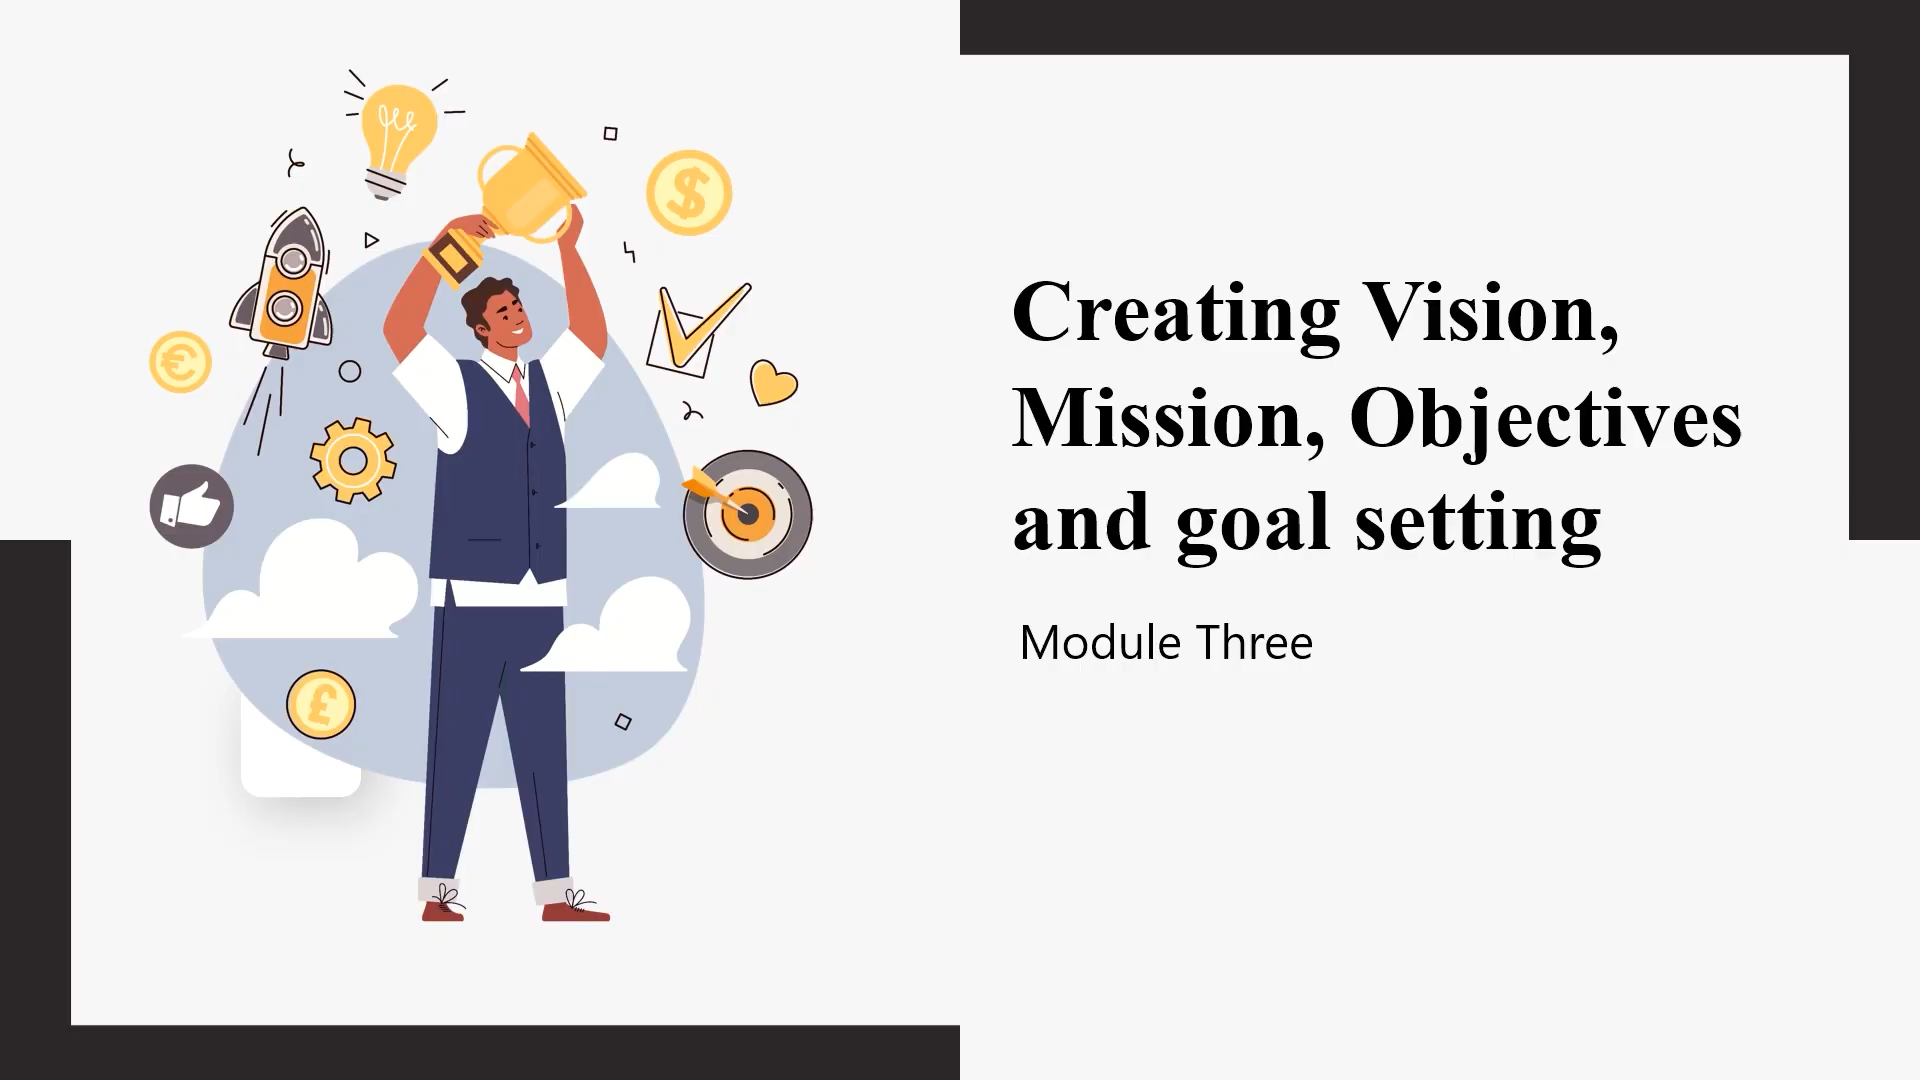 Creating Vision,
Mission, Objectives
and goal setting
Module Three
$
€
£